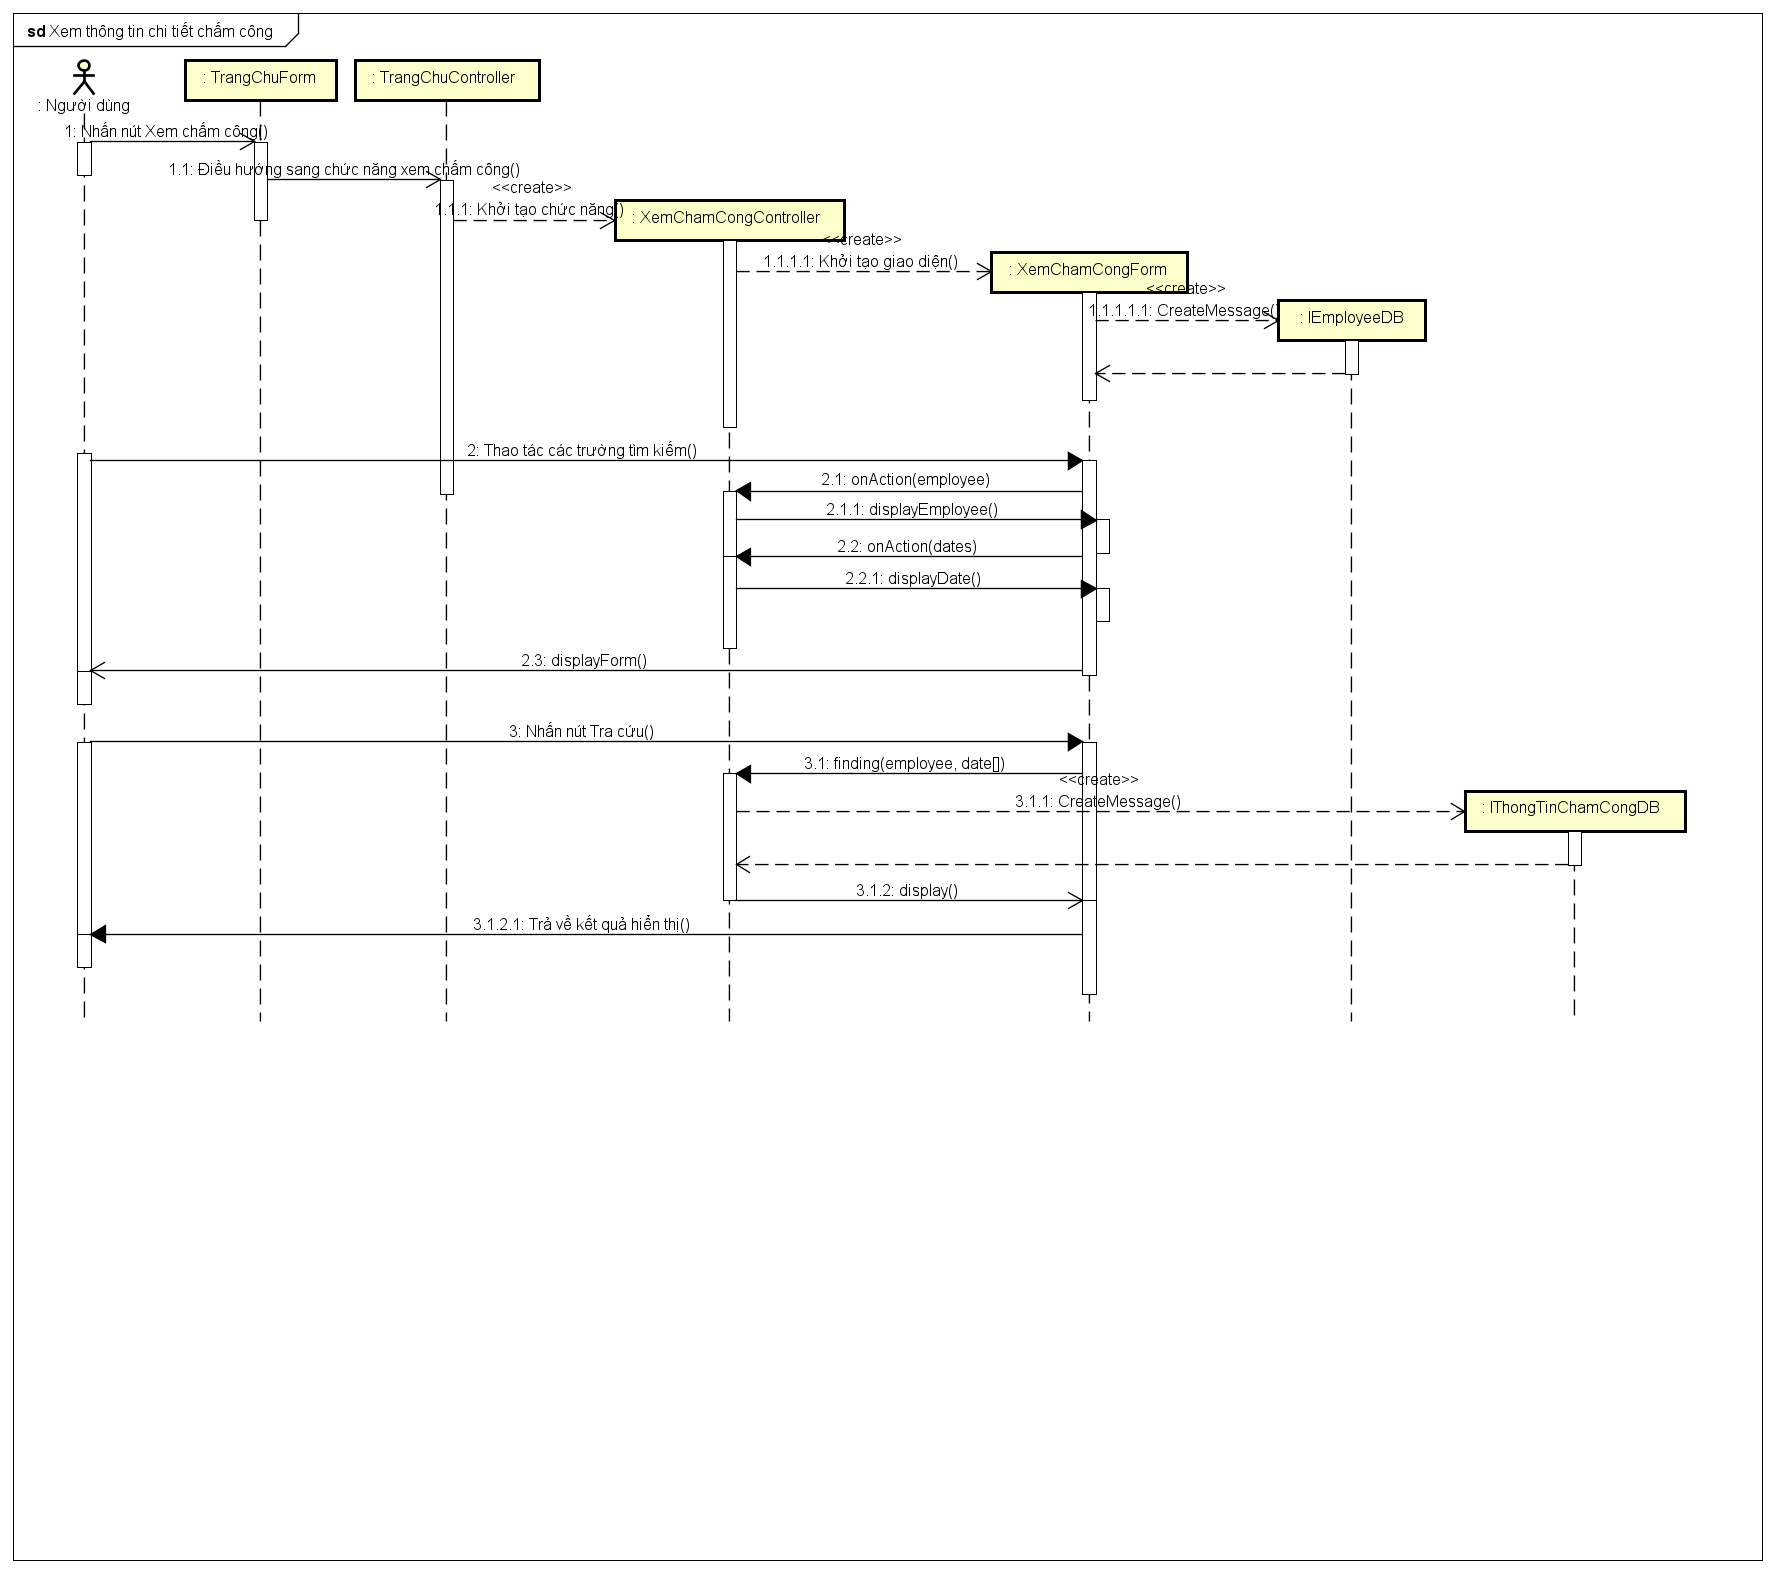 sd Xem thông tin chi tiết chấm công
: Người dùng
: TrangChuForm
: TrangChuController
1: Nhấn nút Xem chấm công()
1.1: Điều hướng sang chức năng xem chấm công()
<<create>>
1.1.1: Khởi tạo chức năng()
: XemChamCongController
<<create>>
1.1.1.1: Khởi tạo giao diện()
: XemChamCongForm
<<create>>
1.1.1.1.1: CreateMessage()
: IEmployeeDB
2: Thao tác các trường tìm kiếm()
2.1: onAction(employee)
2.1.1: displayEmployee()
2.2: onAction(dates)
2.2.1: displayDate()
2.3: displayForm()
3: Nhấn nút Tra cứu()
3.1: finding(employee, date[])
<<create>>
3.1.1: CreateMessage()
: IThongTinChamCongDB
3.1.2: display()
3.1.2.1: Trả về kết quả hiển thị()